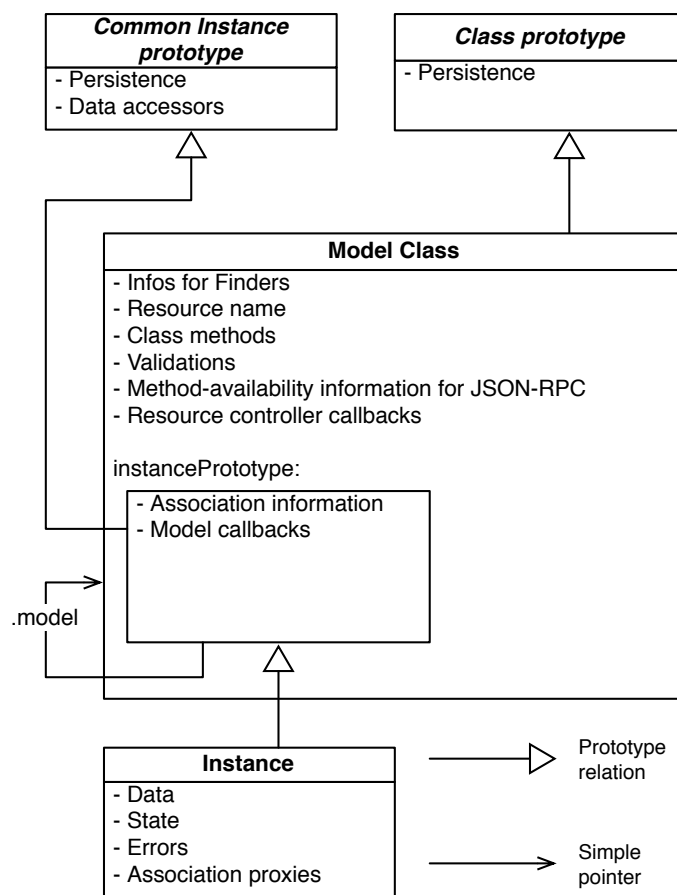 Common Instance
prototype
- Persistence
- Data accessors
Class prototype
- Persistence
Model Class
- Infos for Finders
- Resource name
- Class methods
- Validations
- Method-availability information for JSON-RPC
- Resource controller callbacks
instancePrototype:
- Association information
- Model callbacks
.model
Instance
- Data
- State
- Errors
- Association proxies
Prototype
relation
Simple
pointer